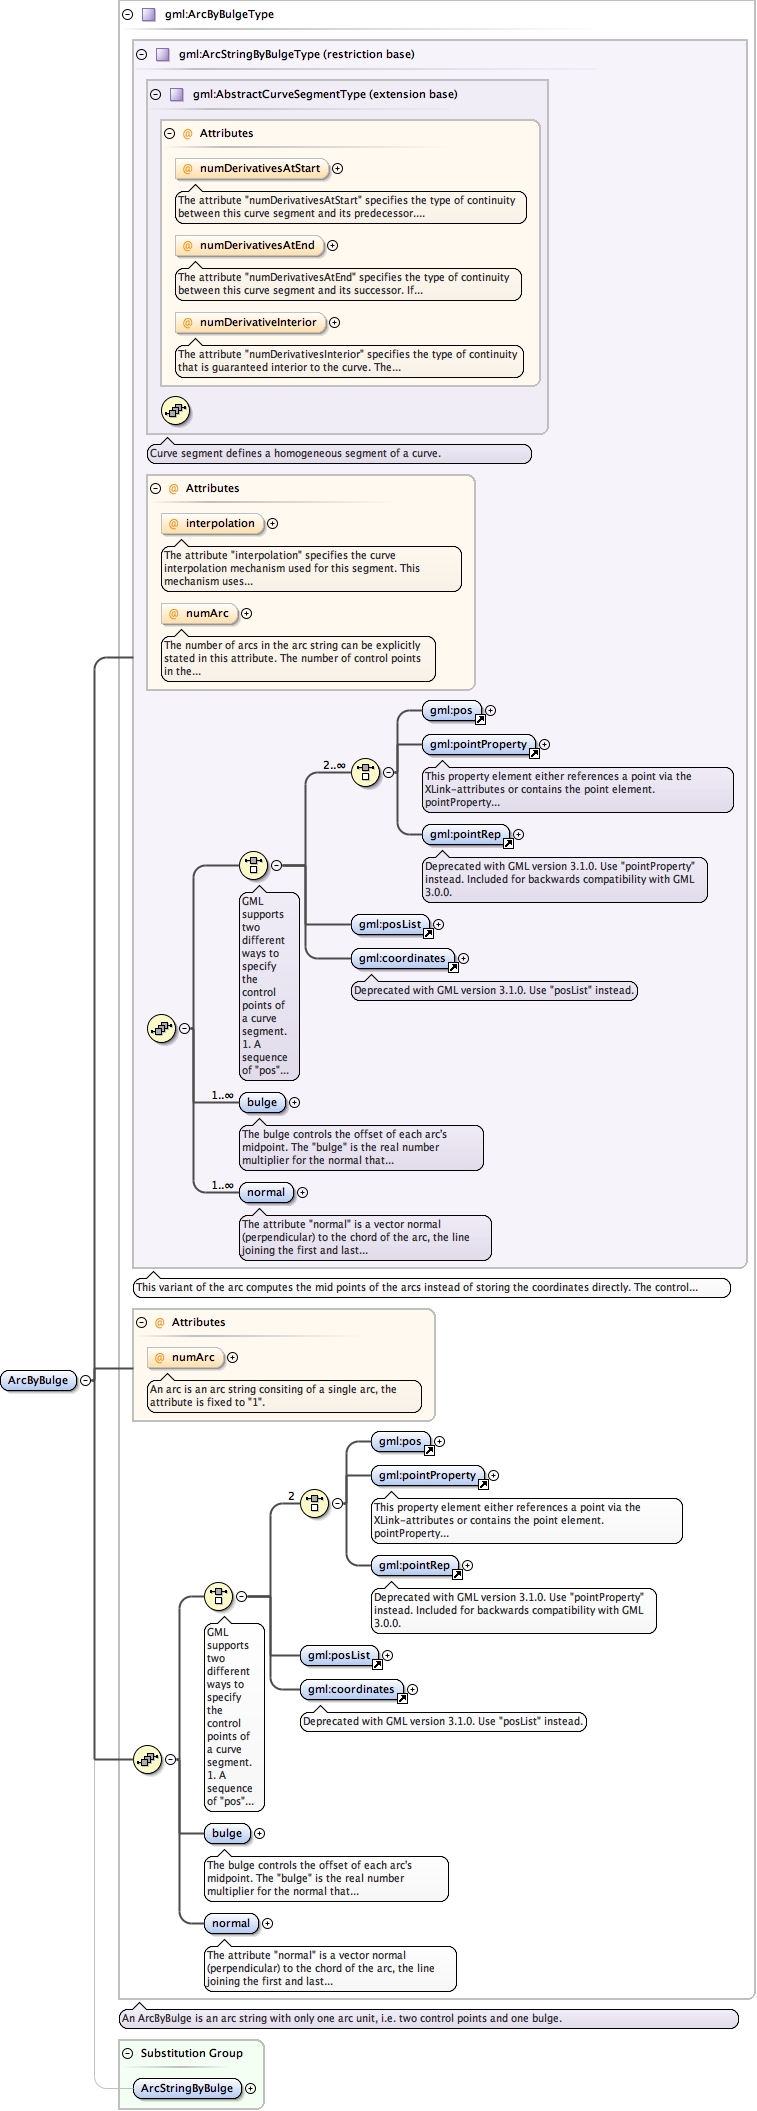 gml:ArcByBulgeType
gml:ArcStringByBulgeType (restriction base)
gml:AbstractCurveSegmentType (extension base)
@ Attributes
@ numDerivativesAtStart
The attribute "numDerivativesAtStart" specifies the type of continuity
between this curve segment and its predecessor....
@ numDerivativesAtEnd
The attribute "numDerivativesAtEnd" specifies the type of continuity
between this curve segment and its successor. If...
@ numDerivativeInterior
The attribute "numDerivativesInterior" specifies the type of continuity
that is guaranteed interior to the curve. The...
Curve segment defines a homogeneous segment of a curve.
@ Attributes
@ interpolation
The attribute "interpolation" specifies the curve
interpolation mechanism used for this segment. This
mechanism uses...
@ numArc
The number of arcs in the arc string can be explicitly
stated in this attribute. The number of control points
in the...
gml:pos
gml:pointProperty
2..∞
This property element either references a point via the
XLink-attributes or contains the point element.
pointProperty...
gml:pointRep
Deprecated with GML version 3.1.0. Use "pointProperty"
instead. Included for backwards compatibility with GML
3.0.0.
GML
supports
two
different
ways to
specify
the
control
points of
a curve
segment.
1. A
sequence
of "pos"...
gml:posList
gml:coordinates
Deprecated with GML version 3.1.0. Use "posList" instead.
1..∞
bulge
The bulge controls the offset of each arc's
midpoint. The "bulge" is the real number
multiplier for the normal that...
1..∞
normal
The attribute "normal" is a vector normal
(perpendicular) to the chord of the arc, the line
joining the first and last...
This variant of the arc computes the mid points of the arcs instead of storing the coordinates directly. The control...
@ Attributes
@ numArc
An arc is an arc string consiting of a single arc, the
attribute is fixed to "1".
ArcByBulge
gml:pos
gml:pointProperty
2
This property element either references a point via the
XLink-attributes or contains the point element.
pointProperty...
gml:pointRep
Deprecated with GML version 3.1.0. Use "pointProperty"
instead. Included for backwards compatibility with GML
3.0.0.
GML
supports
two
different
ways to
specify
the
control
points of
a curve
segment.
1. A
sequence
of "pos"...
gml:posList
gml:coordinates
Deprecated with GML version 3.1.0. Use "posList" instead.
bulge
The bulge controls the offset of each arc's
midpoint. The "bulge" is the real number
multiplier for the normal that...
normal
The attribute "normal" is a vector normal
(perpendicular) to the chord of the arc, the line
joining the first and last...
An ArcByBulge is an arc string with only one arc unit, i.e. two control points and one bulge.
Substitution Group
ArcStringByBulge